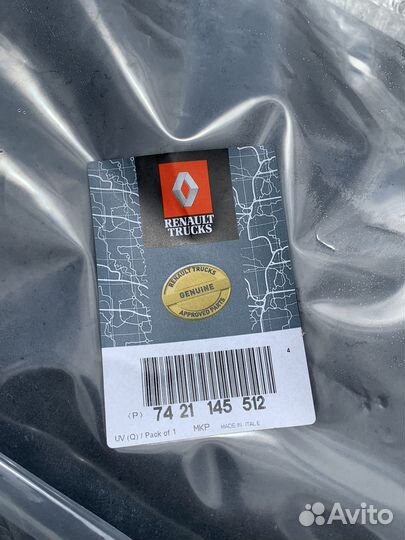 RENAULT
TRUCKS
RENAULT TRUCKS
GENUINE
APPROVED PARTS
4
(P) 74 21 145 512
UV (Q) / Pack of 1 MKP MADE IN ITALIE
Avito